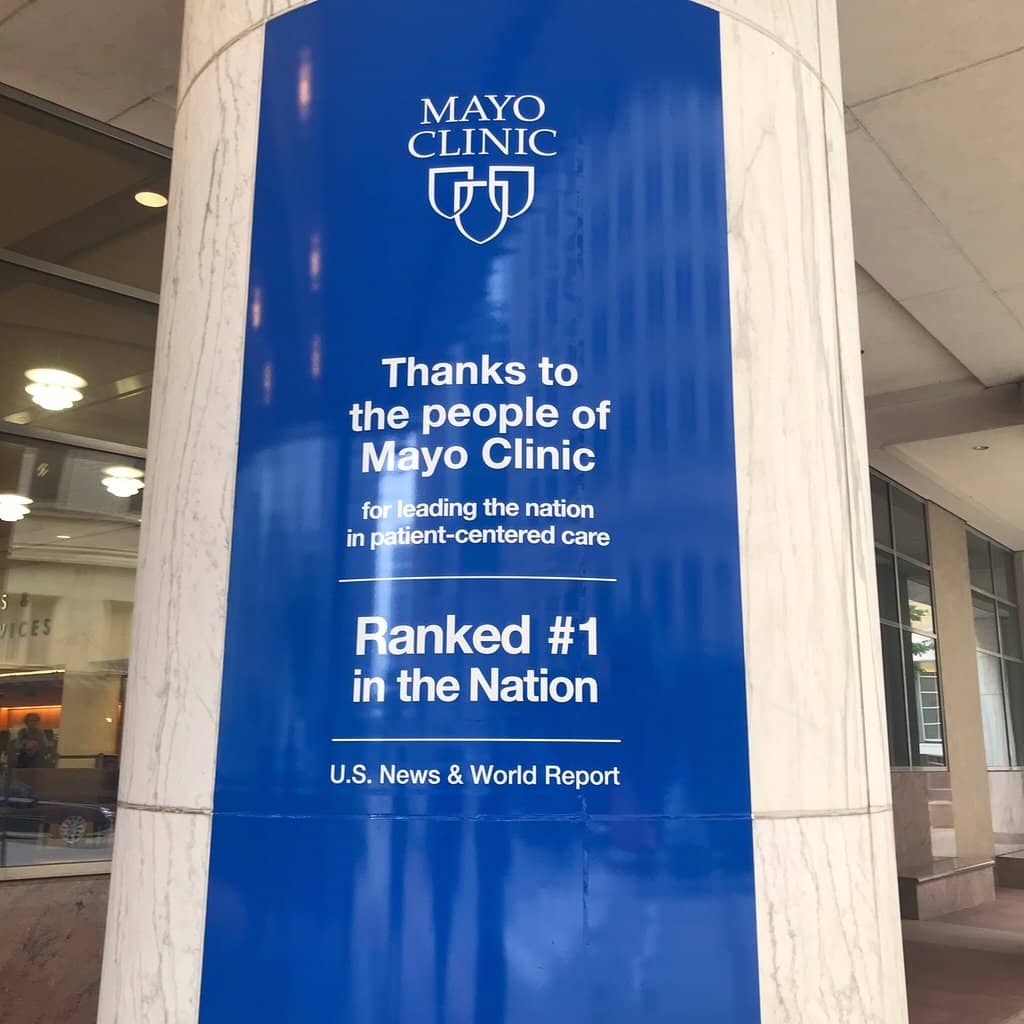 MAYO
CLINIC
Thanks to
the people of
Mayo Clinic
for leading the nation
in patient-centered care
Ranked #1
in the Nation
U.S. News & World Report